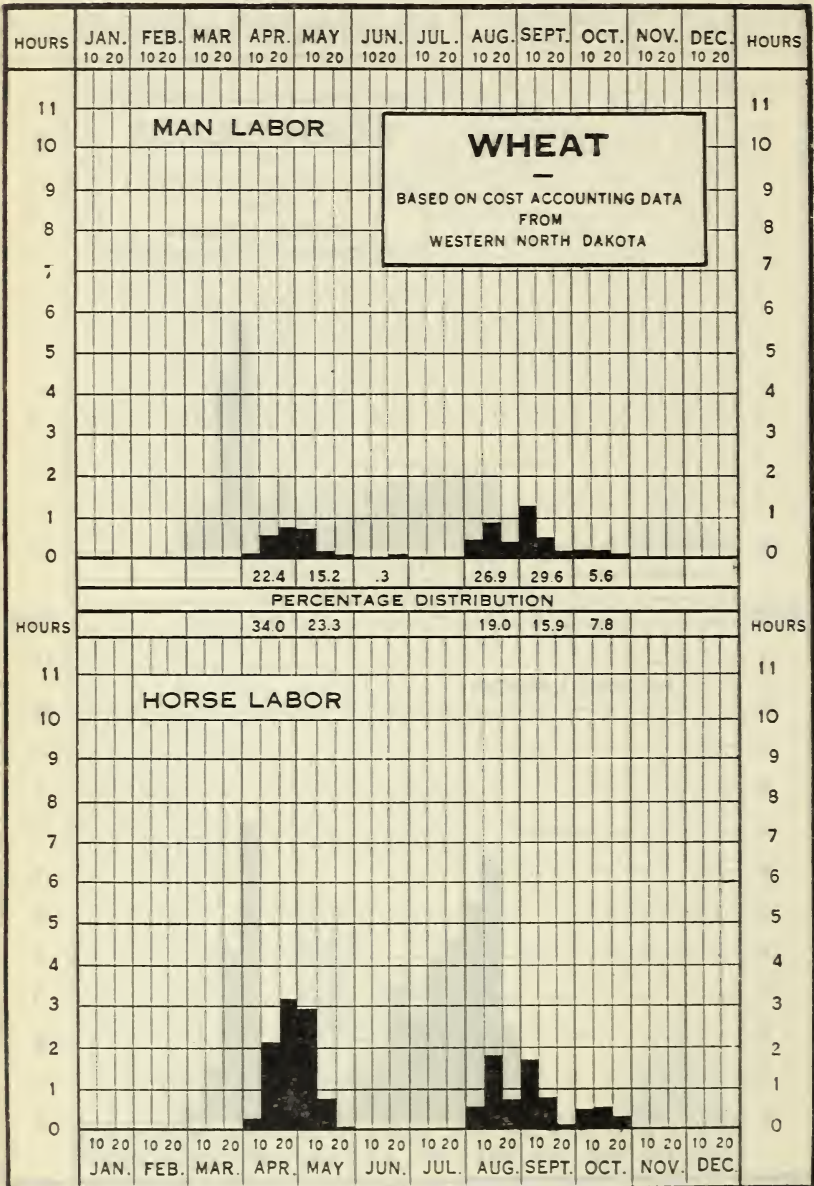 HOURS JAN. FEB. MAR APR. MAY JUN. JUL. AUG. SEPT. OCT. NOV. DEC. HOURS
10 20 10 20 10 20 10 20 10 20 10 20 10 20 10 20 10 20 10 20 10 20 10 20
11 11
MAN LABOR
10 10
WHEAT
9 9
BASED ON COST ACCOUNTING DATA
FROM
8 8
WESTERN NORTH DAKOTA
7 7
6 6
5 5
4 4
3 3
2 2
1 1
0 0
22.4 15.2 .3 26.9 29.6 5.6
PERCENTAGE DISTRIBUTION
HOURS 34.0 23.3 19.0 15.9 7.8 HOURS
11 11
HORSE LABOR
10 10
9 9
8 8
7 7
6 6
5 5
4 4
3 3
2 2
1 1
0 0
10 20 10 20 10 20 10 20 10 20 10 20 10 20 10 20 10 20 10 20 10 20 10 20
JAN. FEB. MAR. APR. MAY JUN. JUL. AUG. SEPT. OCT. NOV. DEC.